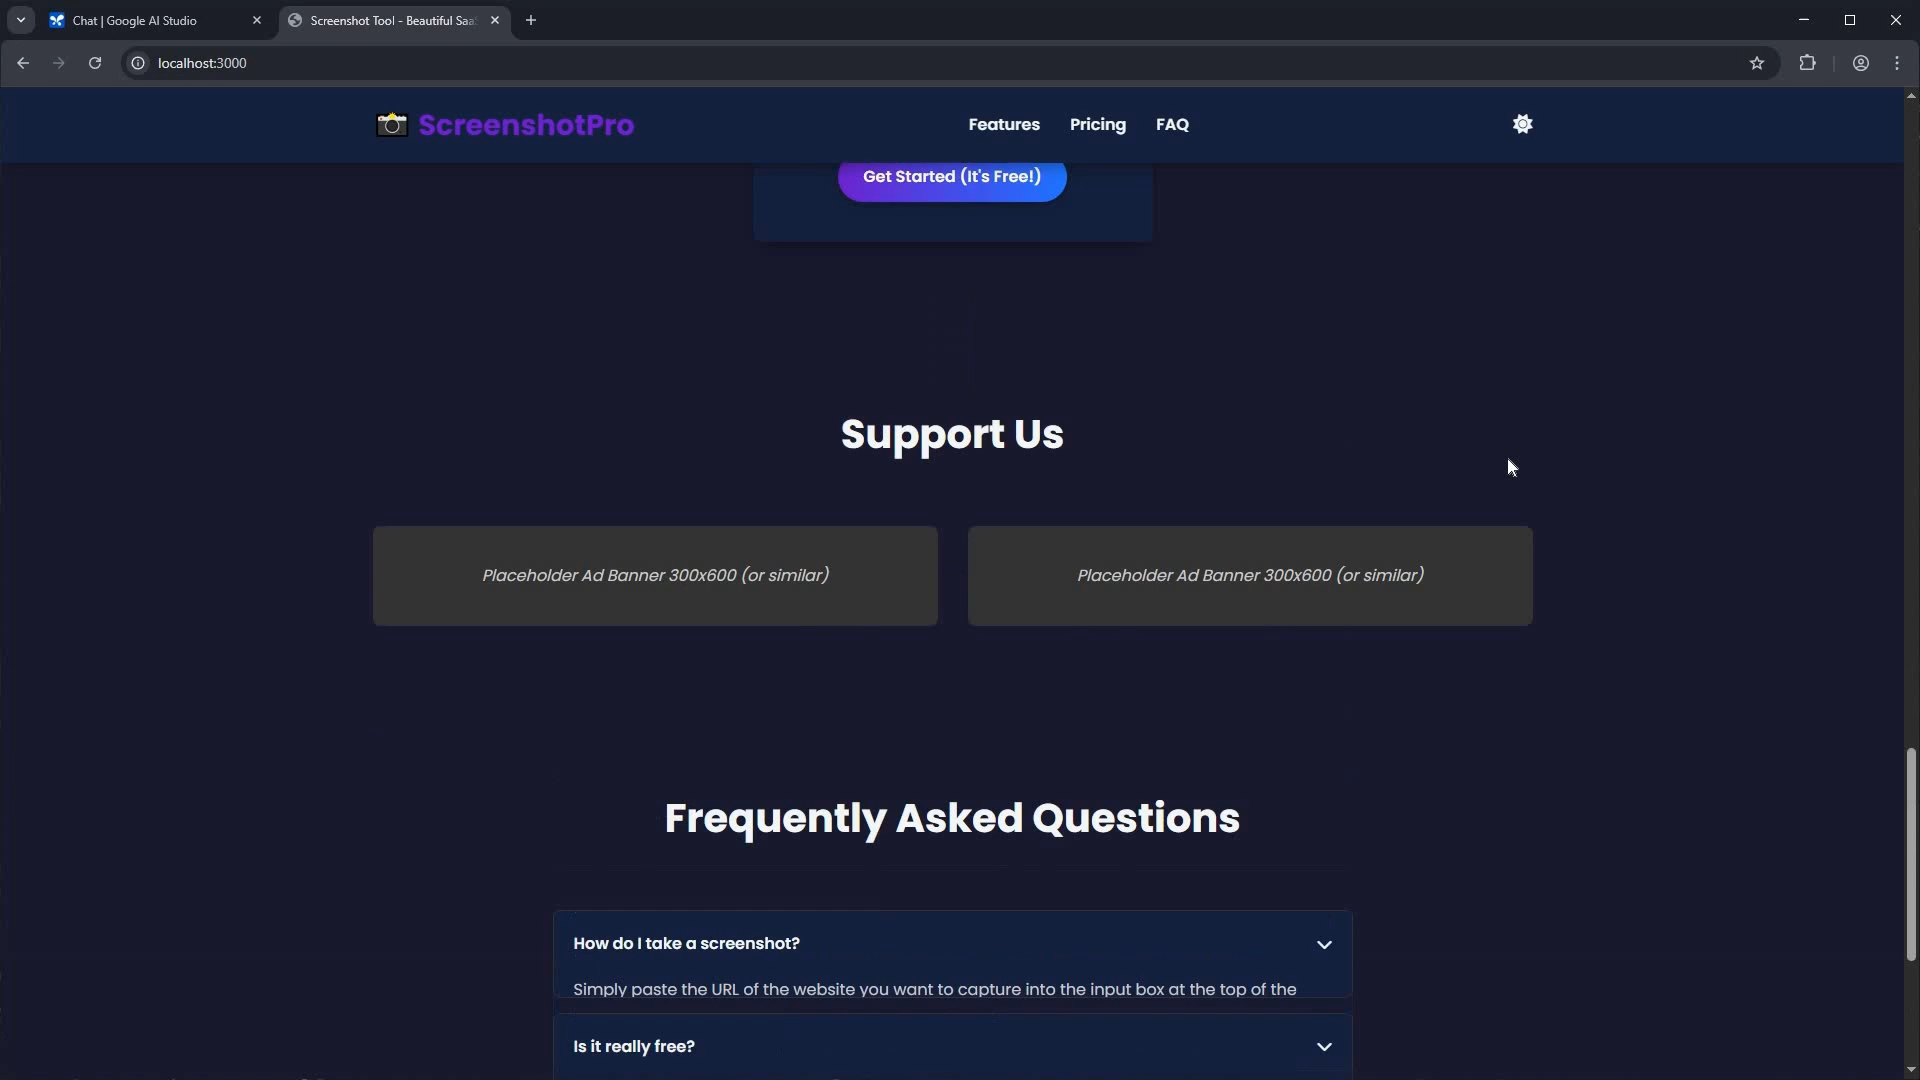 Chat | Google AI Studio
Screenshot Tool - Beautiful Saa
localhost:3000
ScreenshotPro
Features
Pricing
FAQ
Get Started (It's Free!)
Support Us
Placeholder Ad Banner 300x600 (or similar)
Placeholder Ad Banner 300x600 (or similar)
Frequently Asked Questions
How do I take a screenshot?
Simply paste the URL of the website you want to capture into the input box at the top of the
Is it really free?